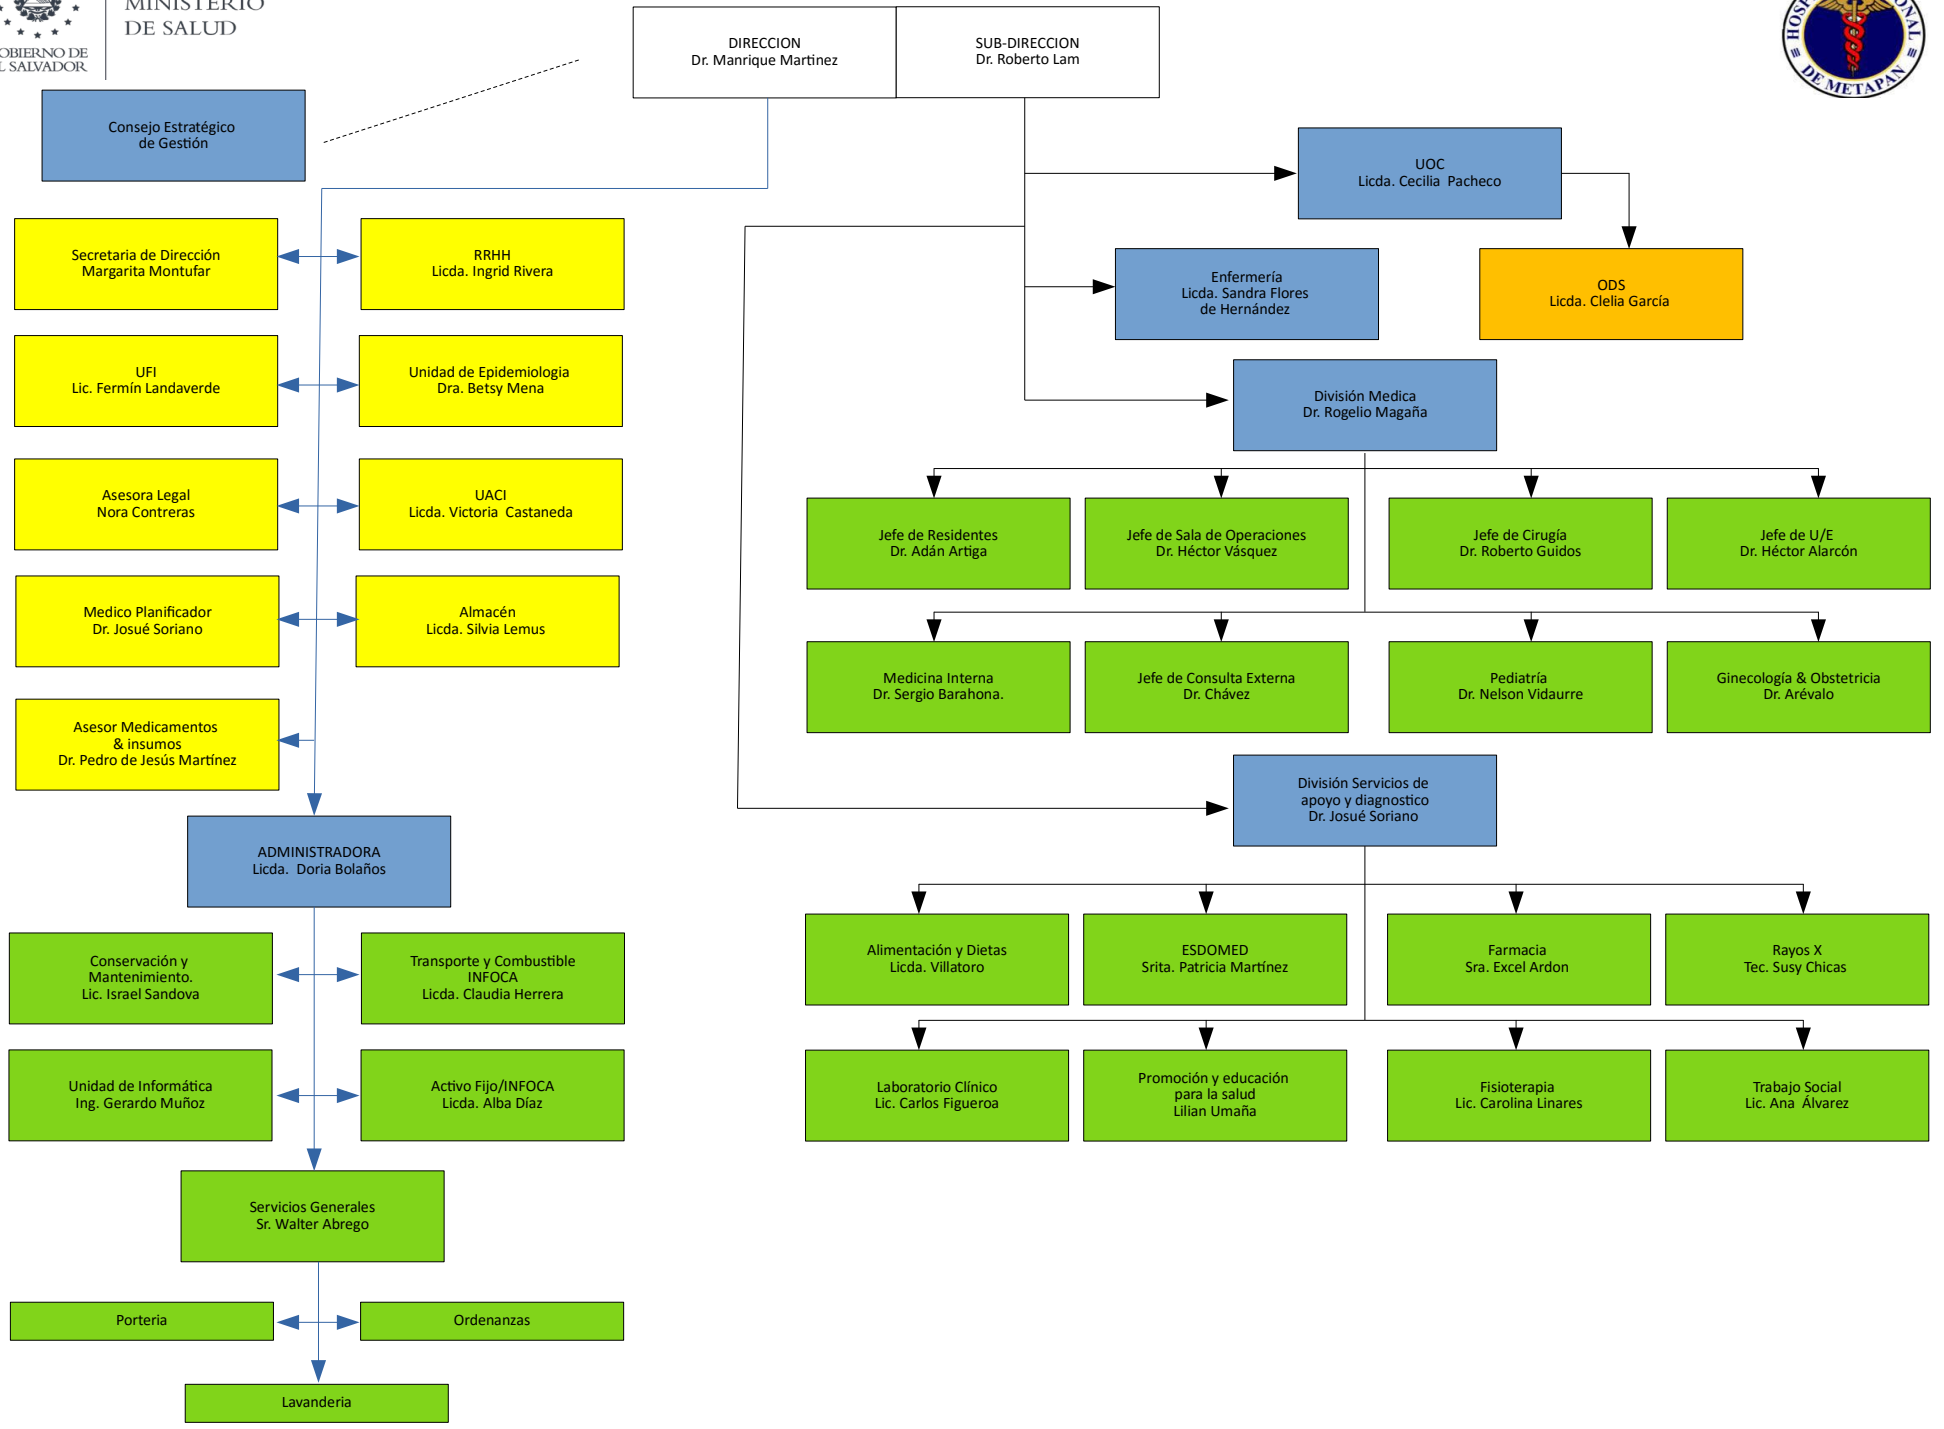 MINISTERIO
DE SALUD
GOBIERNO DE
EL SALVADOR
DIRECCION
Dr. Manrique Martinez
SUB-DIRECCION
Dr. Roberto Lam
DE METAPAN
Consejo Estratégico
de Gestión
UOC
Licda. Cecilia Pacheco
Secretaria de Dirección
Margarita Montufar
RRHH
Licda. Ingrid Rivera
Enfermería
Licda. Sandra Flores
de Hernández
ODS
Licda. Clelia García
UFI
Lic. Fermín Landaverde
Unidad de Epidemiologia
Dra. Betsy Mena
División Medica
Dr. Rogelio Magaña
Asesora Legal
Nora Contreras
UACI
Licda. Victoria Castaneda
Jefe de Residentes
Dr. Adán Artiga
Jefe de Sala de Operaciones
Dr. Héctor Vásquez
Jefe de Cirugía
Dr. Roberto Guidos
Jefe de U/E
Dr. Héctor Alarcón
Medico Planificador
Dr. Josué Soriano
Almacén
Licda. Silvia Lemus
Medicina Interna
Dr. Sergio Barahona.
Jefe de Consulta Externa
Dr. Chávez
Pediatría
Dr. Nelson Vidaurre
Ginecología & Obstetricia
Dr. Arévalo
Asesor Medicamentos
& insumos
Dr. Pedro de Jesús Martínez
División Servicios de
apoyo y diagnostico
Dr. Josué Soriano
ADMINISTRADORA
Licda. Doria Bolaños
Conservación y
Mantenimiento.
Lic. Israel Sandova
Transporte y Combustible
INFOCA
Licda. Claudia Herrera
Alimentación y Dietas
Licda. Villatoro
ESDOMED
Srita. Patricia Martínez
Farmacia
Sra. Excel Ardon
Rayos X
Tec. Susy Chicas
Unidad de Informática
Ing. Gerardo Muñoz
Activo Fijo/INFOCA
Licda. Alba Díaz
Laboratorio Clínico
Lic. Carlos Figueroa
Promoción y educación
para la salud
Lilian Umaña
Fisioterapia
Lic. Carolina Linares
Trabajo Social
Lic. Ana Álvarez
Servicios Generales
Sr. Walter Abrego
Porteria
Ordenanzas
Lavanderia